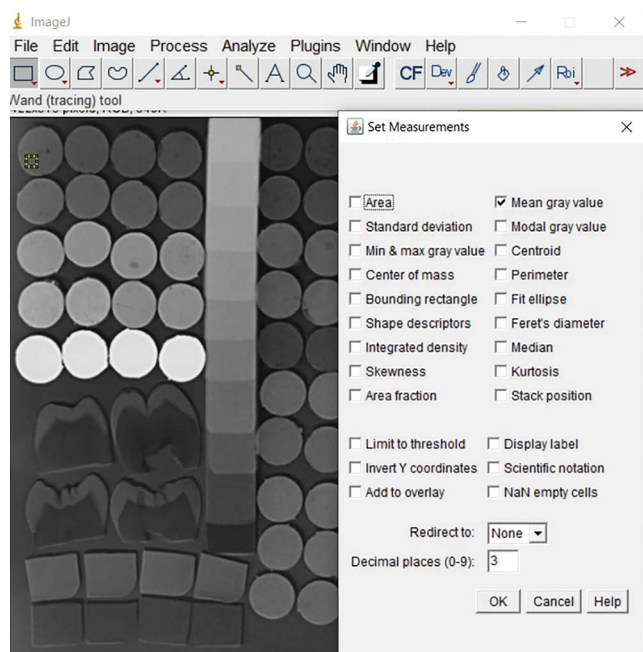 ImageJ
File Edit Image Process Analyze Plugins Window Help
A CF Dev Rbi >>
Wand (tracing) tool
Set Measurements
Area Mean gray value
Standard deviation Modal gray value
Min & max gray value Centroid
Center of mass Perimeter
Bounding rectangle Fit ellipse
Shape descriptors Feret's diameter
Integrated density Median
Skewness Kurtosis
Area fraction Stack position
Limit to threshold Display label
Invert Y coordinates Scientific notation
Add to overlay NaN empty cells
Redirect to: None
Decimal places (0-9): 3
OK Cancel Help